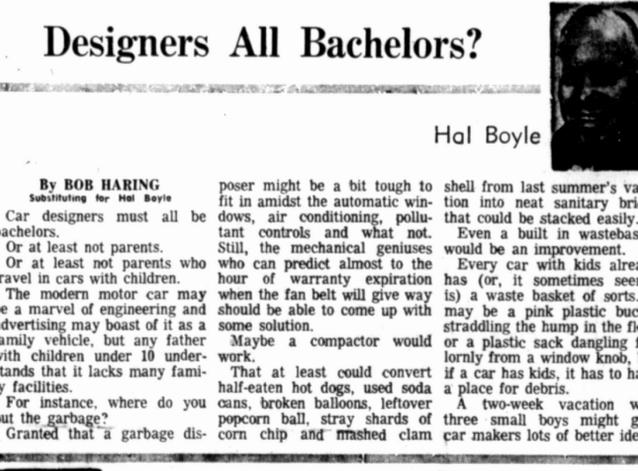 Designers All Bachelors?
Hal Boyle
By BOB HARING
Substituting for Hal Boyle
Car designers must all be
achelors.
Or at least not parents.
Or at least not parents who
ravel in cars with children.
The modern motor car may
e a marvel of engineering and
dvertising may boast of it as a
amily vehicle, but any father
vith children under 10 under-
tands that it lacks many fami-
y facilities.
For instance, where do you
ut the garbage?
Granted that a garbage dis-
poser might be a bit tough to
fit in amidst the automatic win-
dows, air conditioning, pollu-
tant controls and what not.
Still, the mechanical geniuses
who can predict almost to the
hour of warranty expiration
when the fan belt will give way
should be able to come up with
some solution.
Maybe a compactor would
work.
That at least could convert
half-eaten hot dogs, used soda
cans, broken balloons, leftover
popcorn ball, stray shards of
corn chip and mashed clam
shell from last summer's va
tion into neat sanitary bri
that could be stacked easily.
Even a built in wastebas
would be an improvement.
Every car with kids alrea
has (or, it sometimes see
is) a waste basket of sorts.
may be a pink plastic buc
straddling the hump in the fl
or a plastic sack dangling f
lornly from a window knob,
if a car has kids, it has to ha
a place for debris.
A two-week vacation w
three small boys might g
car makers lots of better ide